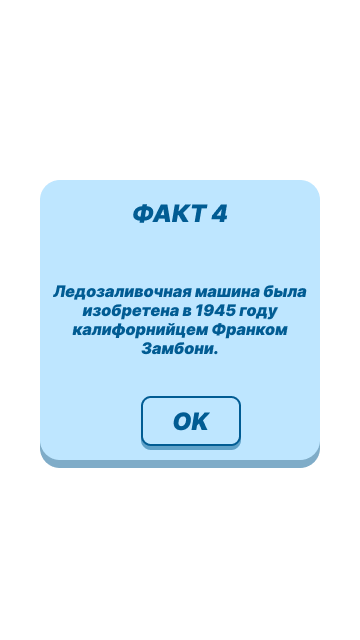 ФАКТ 4
Ледозаливочная машина была
изобретена в 1945 году
калифорнийцем Франком
Замбони.
OK